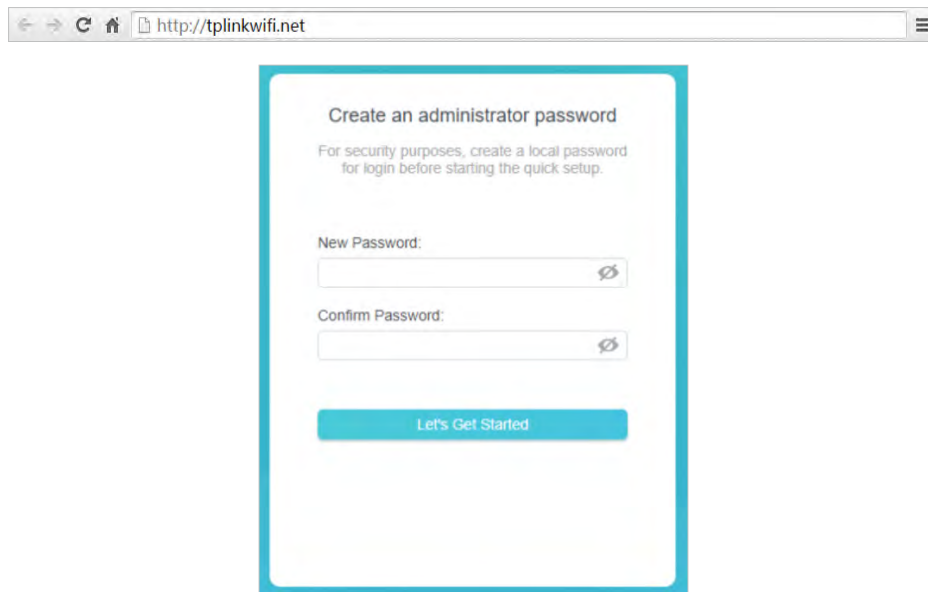 http://tplinkwifi.net
Create an administrator password
For security purposes, create a local password
for login before starting the quick setup.
New Password:
Confirm Password:
Let's Get Started